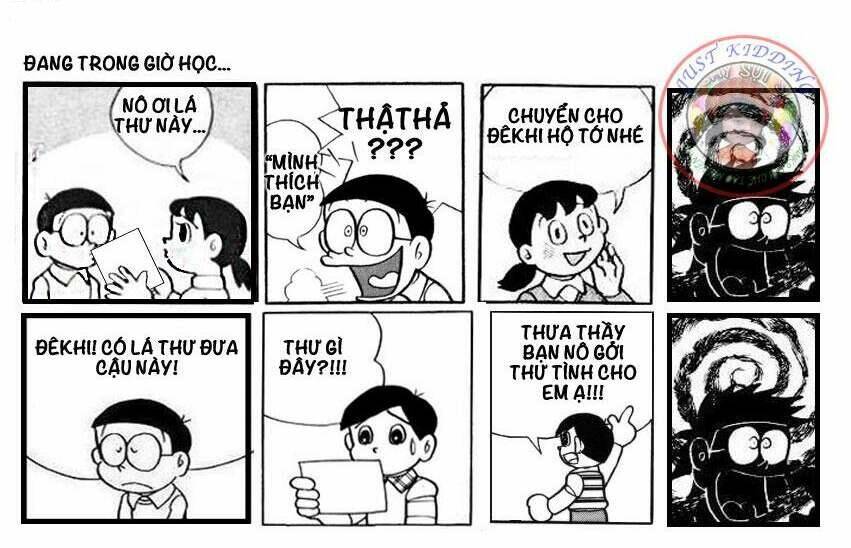 ĐANG TRONG GIỜ HỌC...
NÔ ƠI LÁ
THƯ NÀY...
"MÌNH
THÍCH
BẠN"
THẬTHẢ
???
CHUYỂN CHO
ĐÊKHI HỘ TỚ NHÉ
JUST KIDDING
ĐÊKHI! CÓ LÁ THƯ ĐƯA
CẬU NÀY!
THƯ GÌ
ĐÂY?!!!
THƯA THẦY
BẠN NÔ GỞI
THƯ TÌNH CHO
EM Ạ!!!